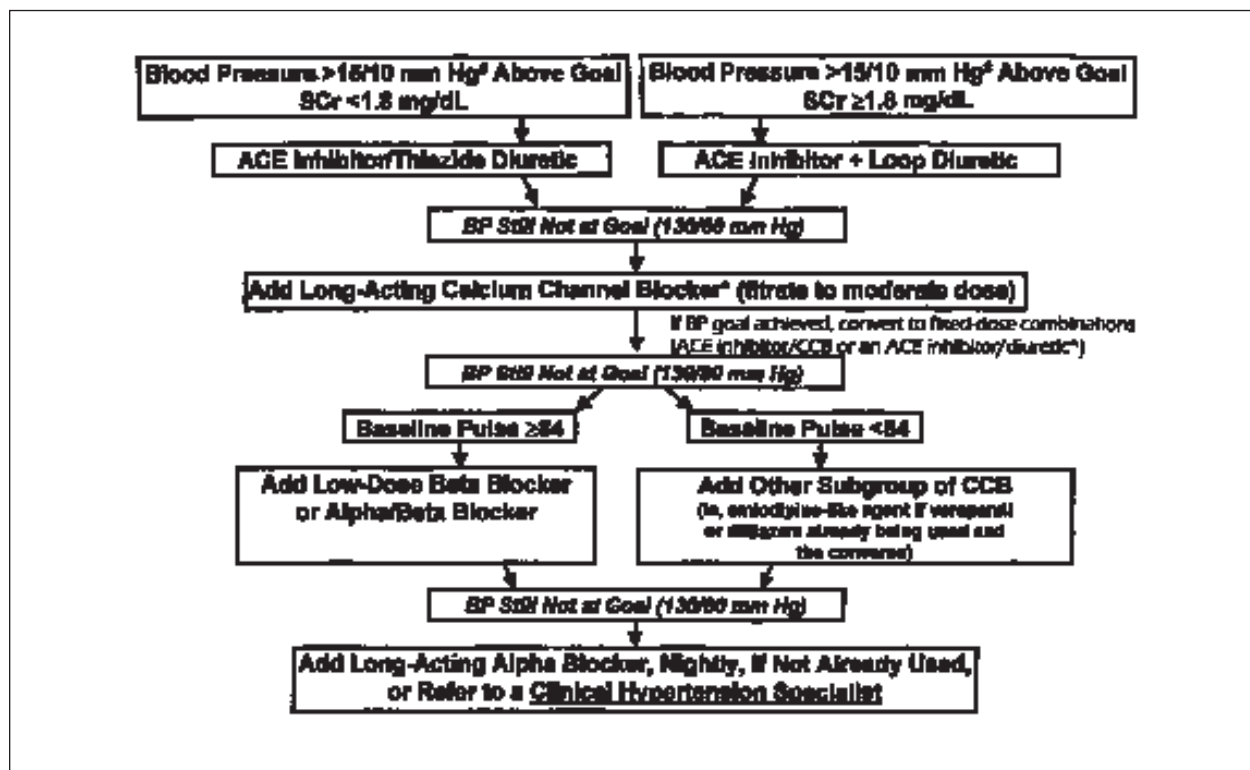 Blood Pressure >15/10 mm Hg‡ Above Goal
SCr <1.8 mg/dL
Blood Pressure >15/10 mm Hg‡ Above Goal
SCr ≥1.8 mg/dL
ACE Inhibitor/Thiazide Diuretic
ACE Inhibitor + Loop Diuretic
BP Still Not at Goal (130/80 mm Hg)
Add Long-Acting Calcium Channel Blocker* (titrate to moderate dose)
If BP goal achieved, convert to fixed-dose combinations
(ACE inhibitor/CCB or an ACE inhibitor/diuretic*)
BP Still Not at Goal (130/80 mm Hg)
Baseline Pulse ≥84
Baseline Pulse <84
Add Low-Dose Beta Blocker
or Alpha/Beta Blocker
Add Other Subgroup of CCB
(ie, amlodipine-like agent if verapamil
or diltiazem already being used and
the converse)
BP Still Not at Goal (130/80 mm Hg)
Add Long-Acting Alpha Blocker, Nightly, If Not Already Used,
or Refer to a Clinical Hypertension Specialist